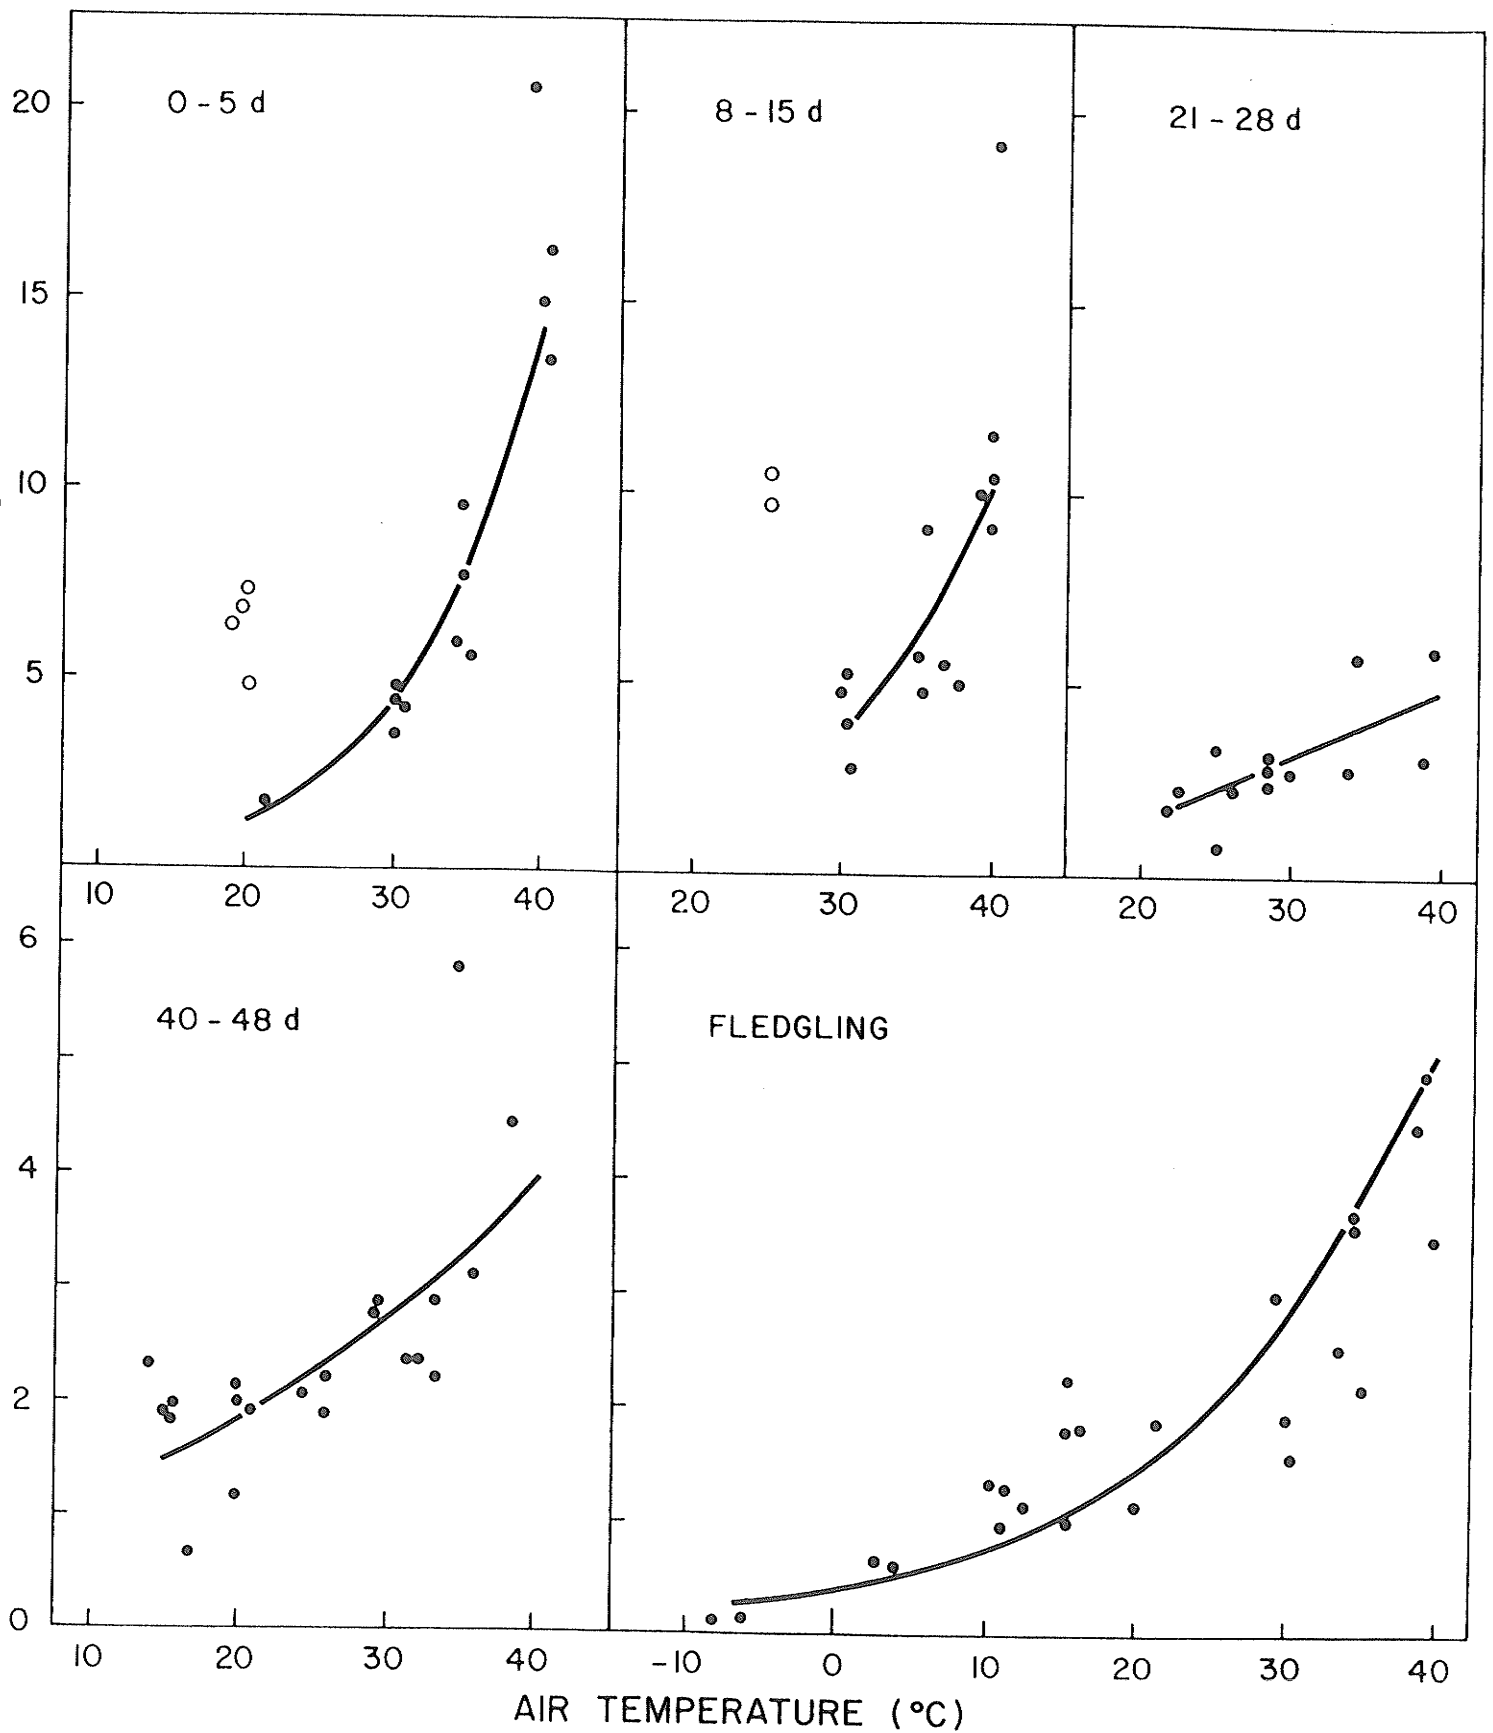 20
15
10
5
0 - 5 d
8 - 15 d
21 - 28 d
10 20 30 40
20 30 40
20 30 40
6
4
2
0
40 - 48 d
FLEDGLING
10 20 30 40
-10 0 10 20 30 40
AIR TEMPERATURE (°C)